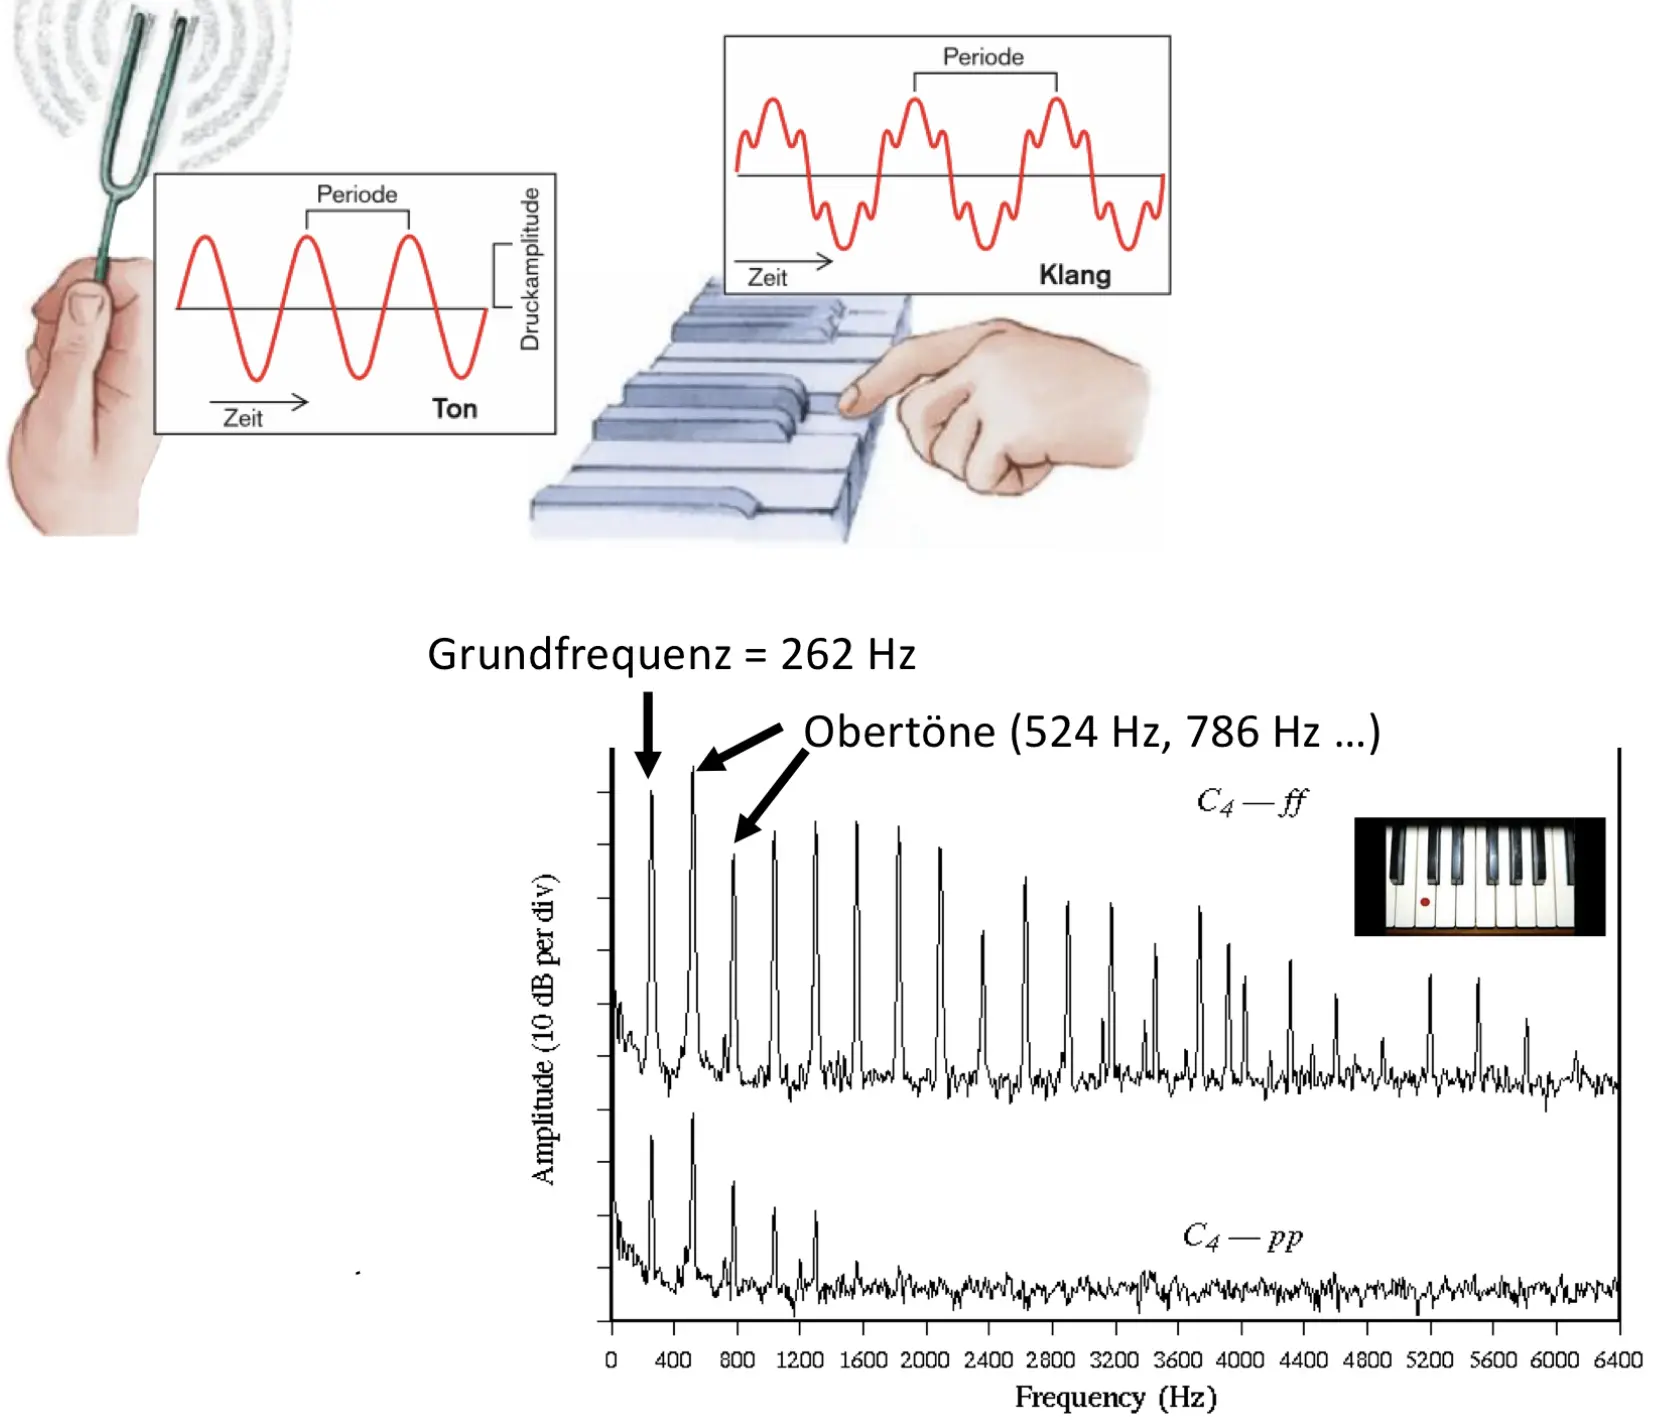 Periode
Zeit
Klang
Periode
Druckamplitude
Zeit
Ton
Grundfrequenz = 262 Hz
Obertöne (524 Hz, 786 Hz ...)
C4 — ff
Amplitude (10 dB per div)
C4 — pp
0 400 800 1200 1600 2000 2400 2800 3200 3600 4000 4400 4800 5200 5600 6000 6400
Frequency (Hz)